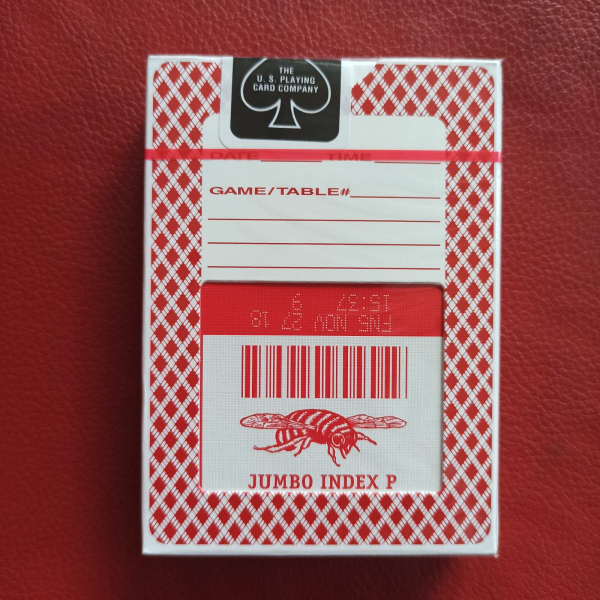 THE
U. S. PLAYING
CARD COMPANY
DATE TIME
GAME/TABLE#
15:37 9
FNS NOV 27 18
JUMBO INDEX P